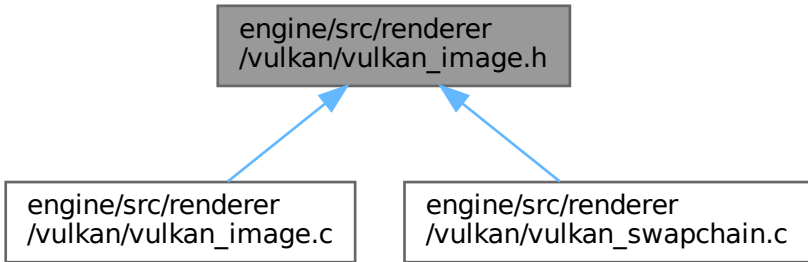 engine/src/renderer
/vulkan/vulkan_image.h
engine/src/renderer
/vulkan/vulkan_image.c
engine/src/renderer
/vulkan/vulkan_swapchain.c